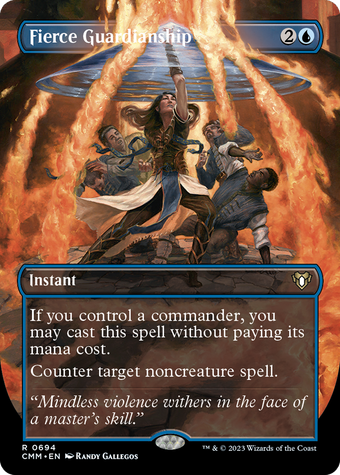 Fierce Guardianship 2
Instant
If you control a commander, you
may cast this spell without paying its
mana cost.
Counter target noncreature spell.
“Mindless violence withers in the face of
a master’s skill.”
R 0694
CMM • EN RANDY GALLEGOS
™ & © 2023 Wizards of the Coast